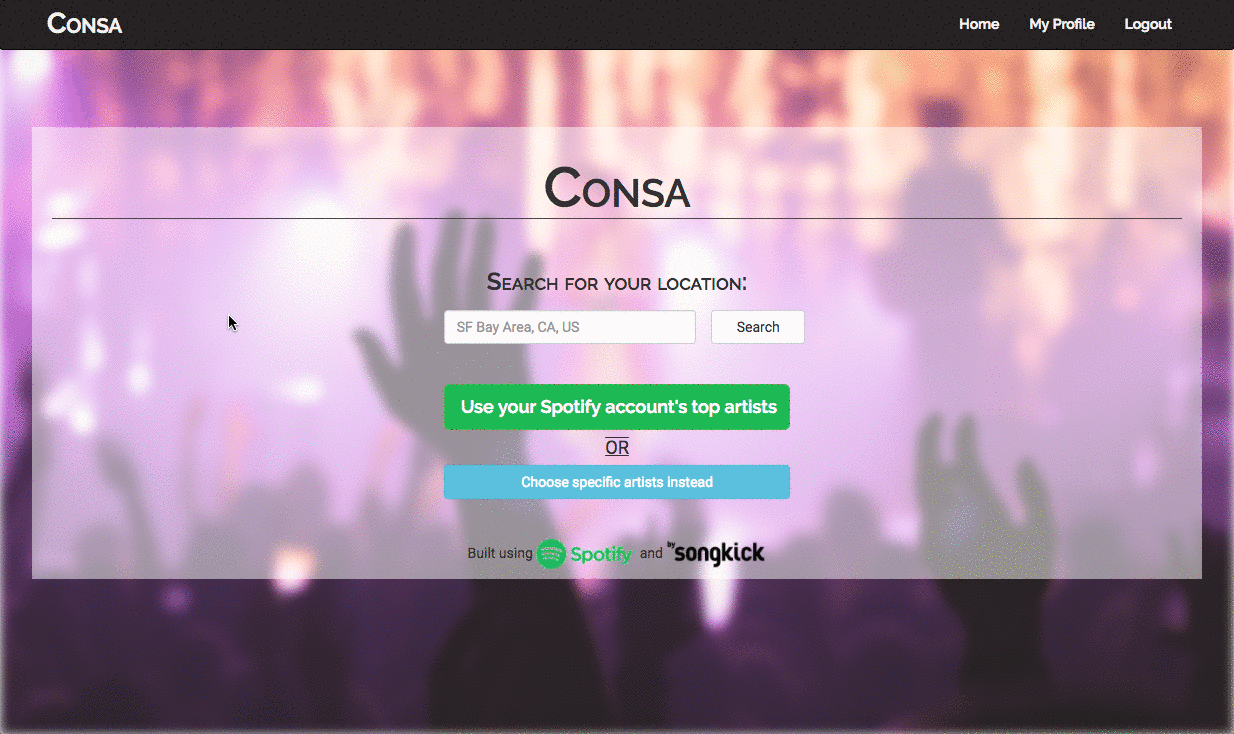 Consa Home My Profile Logout
Consa
Search for your location:
SF Bay Area, CA, US Search
Use your Spotify account's top artists
OR
Choose specific artists instead
Built using Spotify and by songkick